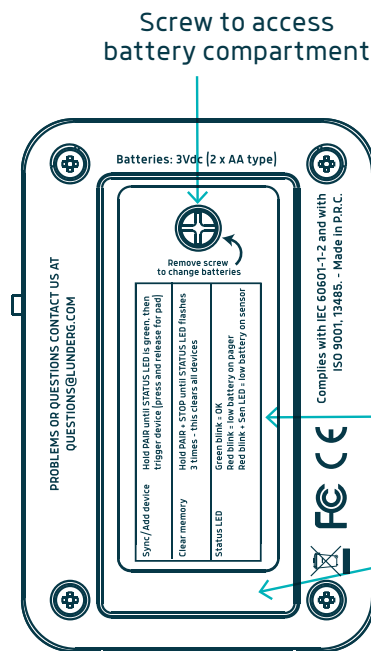 Screw to access
battery compartment
Batteries: 3Vdc (2 x AA type)
Remove screw
to change batteries
PROBLEMS OR QUESTIONS CONTACT US AT
QUESTIONS@LUNDERG.COM
Sync/Add device Hold PAIR until STATUS LED is green, then
trigger device (press and release for pad)
Clear memory Hold PAIR + STOP until STATUS LED flashes
3 times - this clears all devices
Status LED Green blink = OK
Red blink = low battery on pager
Red blink + Sen LED = low battery on sensor
Complies with IEC 60601-1-2 and with
ISO 9001, 13485. - Made in P.R.C.
FC CE